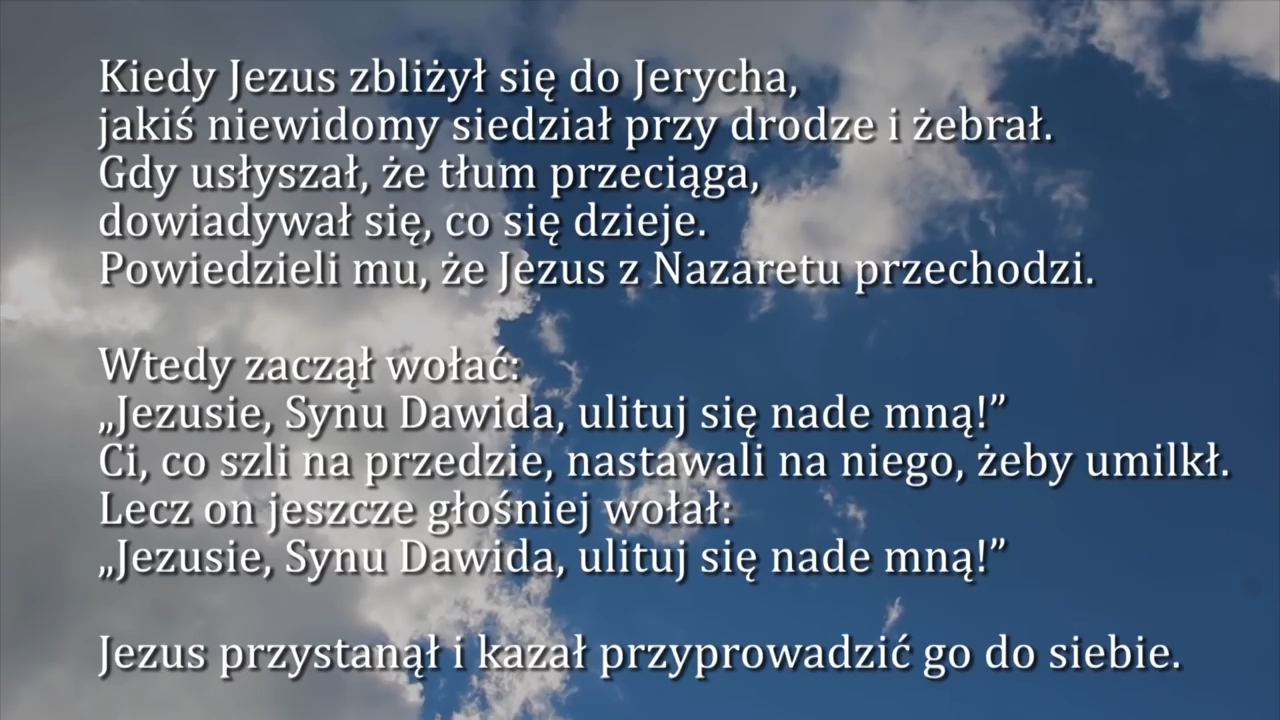 Kiedy Jezus zbliżył się do Jerycha,
jakiś niewidomy siedział przy drodze i żebrał.
Gdy usłyszał, że tłum przeciąga,
dowiadywał się, co się dzieje.
Powiedzieli mu, że Jezus z Nazaretu przechodzi.
Wtedy zaczął wołać:
„Jezusie, Synu Dawida, ulituj się nade mną!”
Ci, co szli na przedzie, nastawali na niego, żeby umilkł.
Lecz on jeszcze głośniej wołał:
„Jezusie, Synu Dawida, ulituj się nade mną!”
Jezus przystanął i kazał przyprowadzić go do siebie.